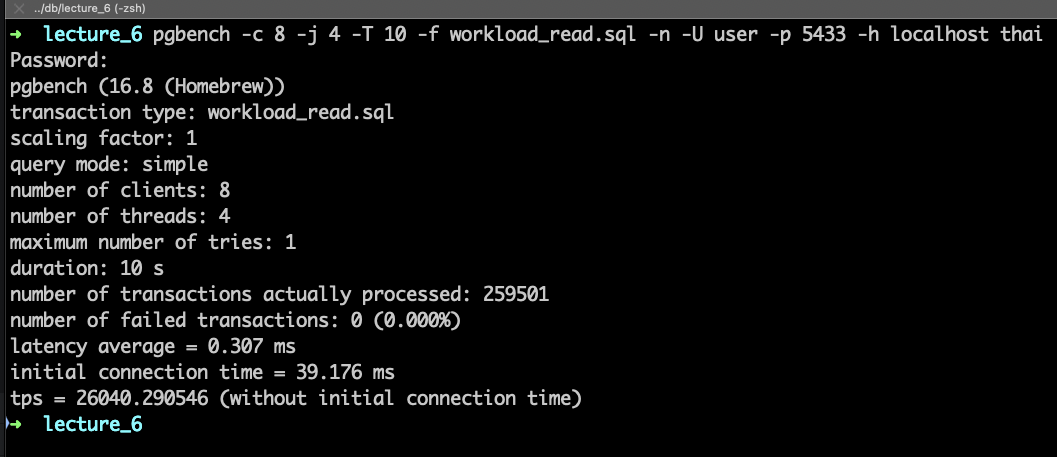 ../db/lecture_6 (-zsh)
➜  lecture_6 pgbench -c 8 -j 4 -T 10 -f workload_read.sql -n -U user -p 5433 -h localhost thai
Password:
pgbench (16.8 (Homebrew))
transaction type: workload_read.sql
scaling factor: 1
query mode: simple
number of clients: 8
number of threads: 4
maximum number of tries: 1
duration: 10 s
number of transactions actually processed: 259501
number of failed transactions: 0 (0.000%)
latency average = 0.307 ms
initial connection time = 39.176 ms
tps = 26040.290546 (without initial connection time)
➜  lecture_6